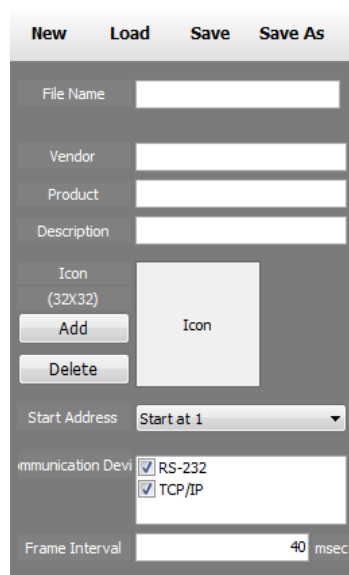 New Load Save Save As
File Name
Vendor
Product
Description
Icon
(32X32)
Add
Delete
Icon
Start Address Start at 1
mmunication Devi RS-232
TCP/IP
Frame Interval 40 msec